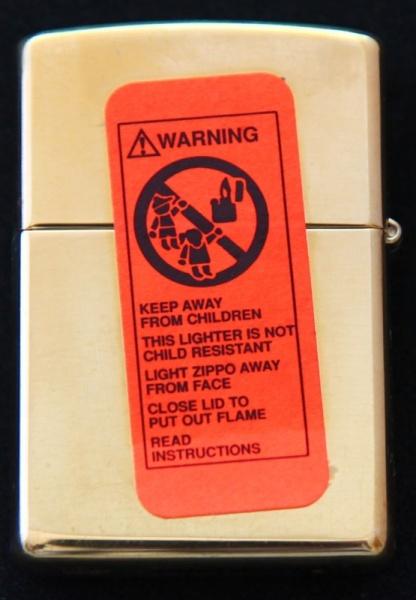 WARNING
KEEP AWAY
FROM CHILDREN
THIS LIGHTER IS NOT
CHILD RESISTANT
LIGHT ZIPPO AWAY
FROM FACE
CLOSE LID TO
PUT OUT FLAME
READ
INSTRUCTIONS